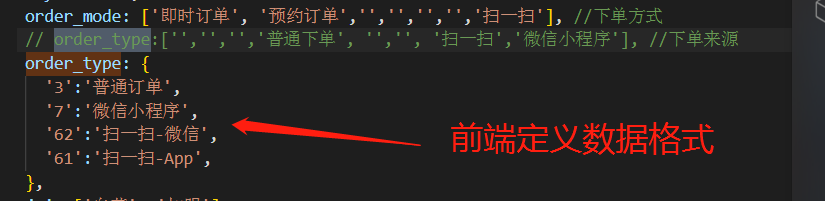 order_mode: ['即时订单', '预约订单','','','','','扫一扫'], //下单方式
// order_type:['','','','普通下单', '','', '扫一扫','微信小程序'], //下单来源
order_type: {
'3':'普通订单',
'7':'微信小程序',
'62':'扫一扫-微信',
'61':'扫一扫-App',
},
前端定义数据格式